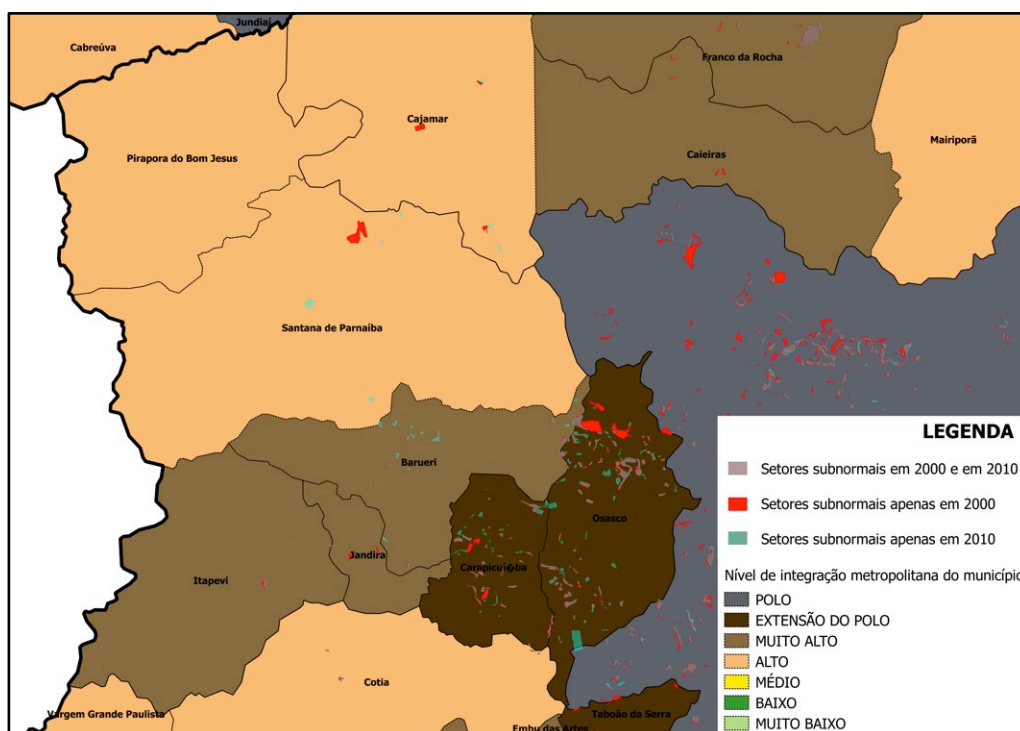 Jundiaí
Cabreúva
Franco da Rocha
Cajamar
Mairiporã
Pirapora do Bom Jesus
Caieiras
Santana de Parnaíba
Barueri
Osasco
Jandira
Carapicu�ba
Itapevi
Cotia
Vargem Grande Paulista
Embu das Artes
Taboão da Serra
LEGENDA
Setores subnormais em 2000 e em 2010
Setores subnormais apenas em 2000
Setores subnormais apenas em 2010
Nível de integração metropolitana do município
POLO
EXTENSÃO DO POLO
MUITO ALTO
ALTO
MÉDIO
BAIXO
MUITO BAIXO